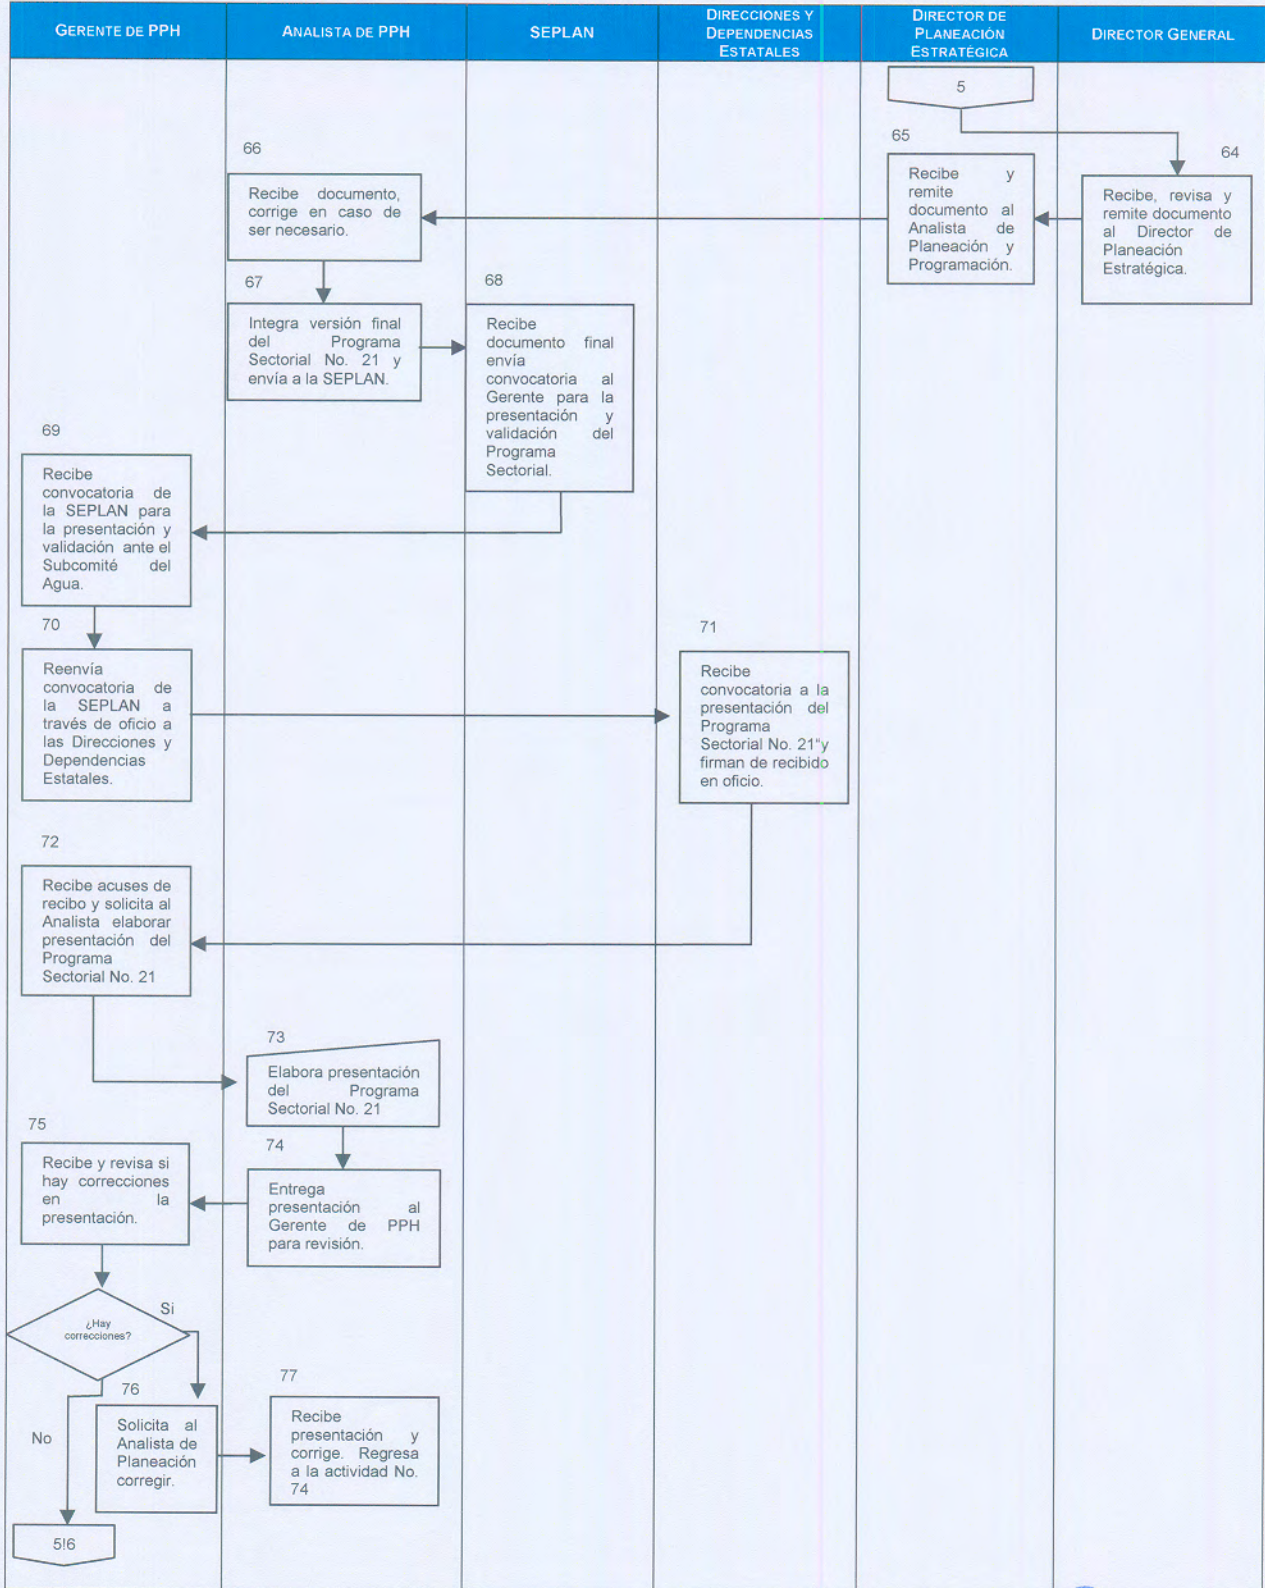 GERENTE DE PPH
ANALISTA DE PPH
SEPLAN
DIRECCIONES Y
DEPENDENCIAS
ESTATALES
DIRECTOR DE
PLANEACIÓN
ESTRATÉGICA
DIRECTOR GENERAL
5
64
Recibe, revisa y
remite documento
al Director de
Planeación
Estratégica.
65
Recibe y
remite
documento al
Analista de
Planeación y
Programación.
66
Recibe documento,
corrige en caso de
ser necesario.
67
Integra versión final
del Programa
Sectorial No. 21 y
envía a la SEPLAN.
68
Recibe
documento final
envía
convocatoria al
Gerente para la
presentación y
validación del
Programa
Sectorial.
69
Recibe
convocatoria de
la SEPLAN para
la presentación y
validación ante el
Subcomité del
Agua.
70
Reenvía
convocatoria de
la SEPLAN a
través de oficio a
las Direcciones y
Dependencias
Estatales.
71
Recibe
convocatoria a la
presentación del
Programa
Sectorial No. 21“y
firman de recibido
en oficio.
72
Recibe acuses de
recibo y solicita al
Analista elaborar
presentación del
Programa
Sectorial No. 21
73
Elabora presentación
del Programa
Sectorial No. 21
74
Entrega
presentación al
Gerente de PPH
para revisión.
75
Recibe y revisa si
hay correcciones
en la
presentación.
¿Hay
correcciones?
Si
No
76
Solicita al
Analista de
Planeación
corregir.
77
Recibe
presentación y
corrige. Regresa
a la actividad No.
74
5!6